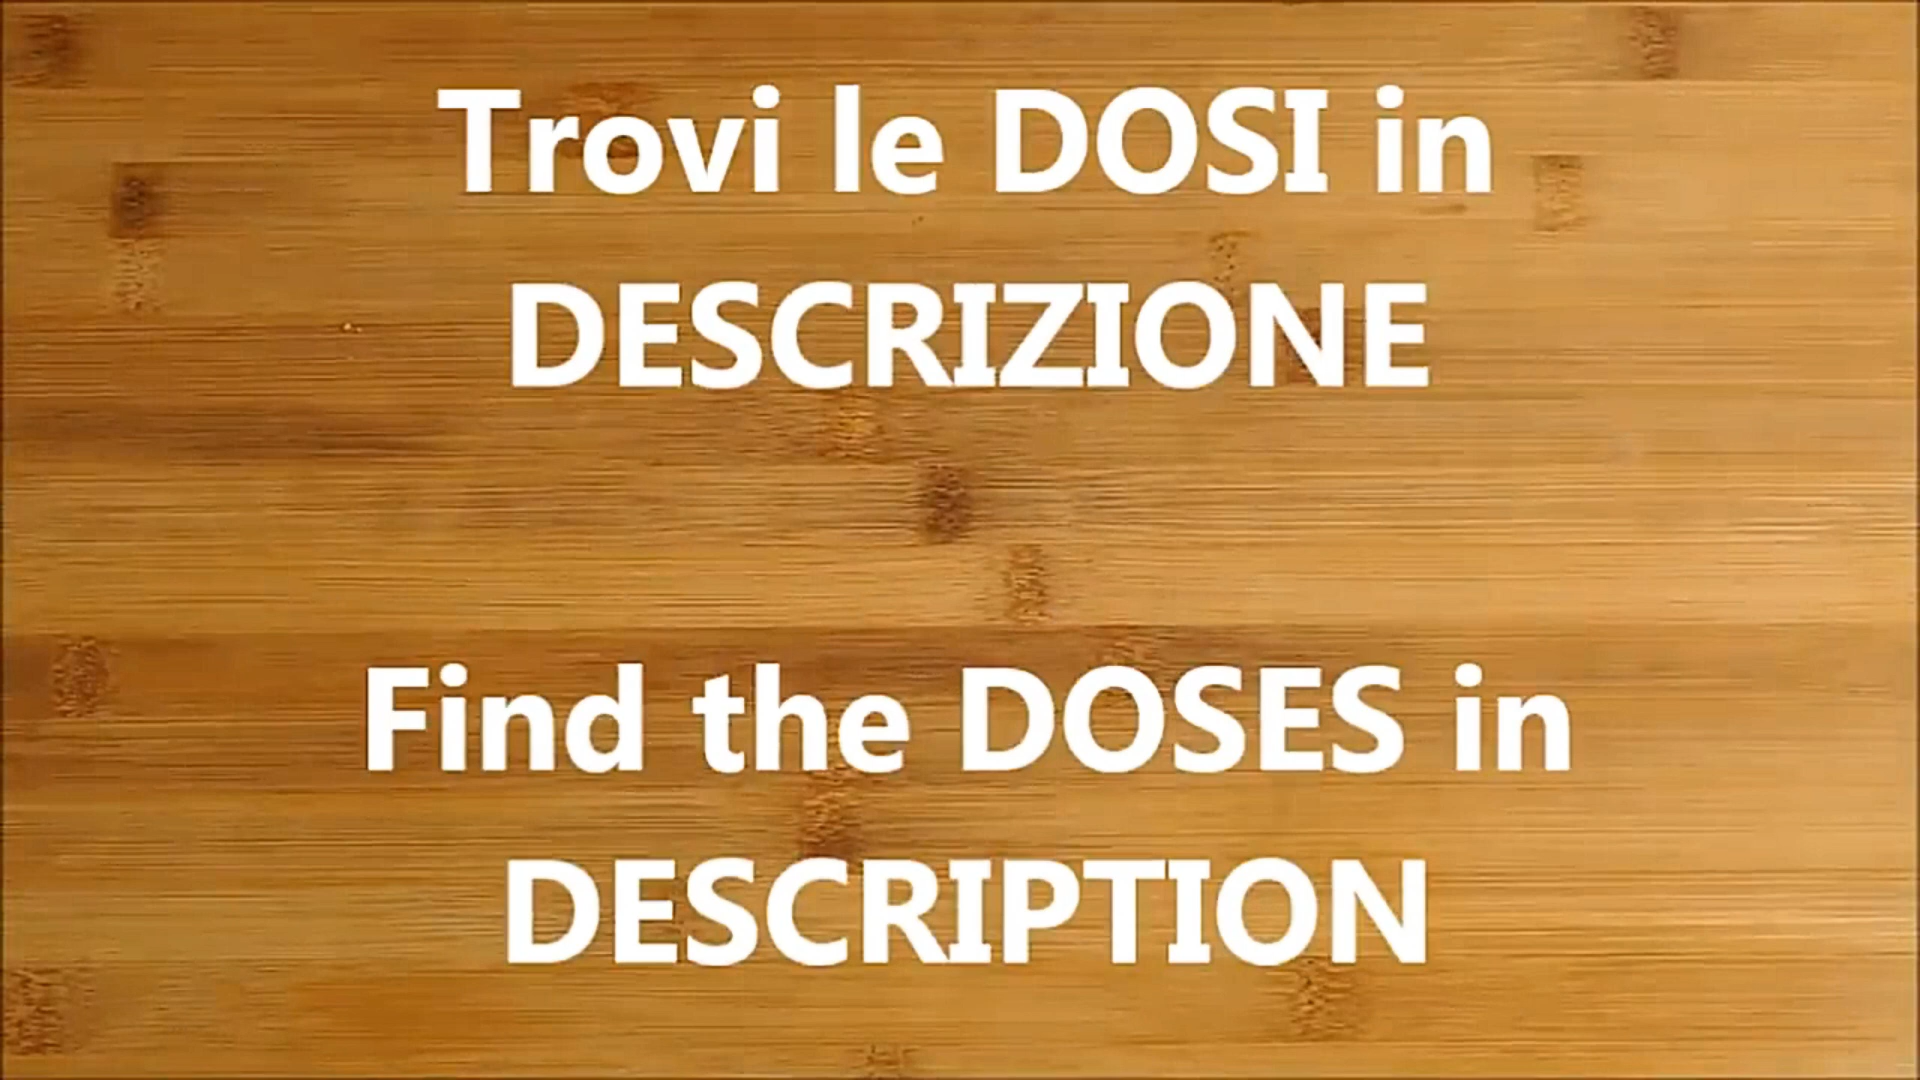 Trovi le DOSI in
DESCRIZIONE
Find the DOSES in
DESCRIPTION